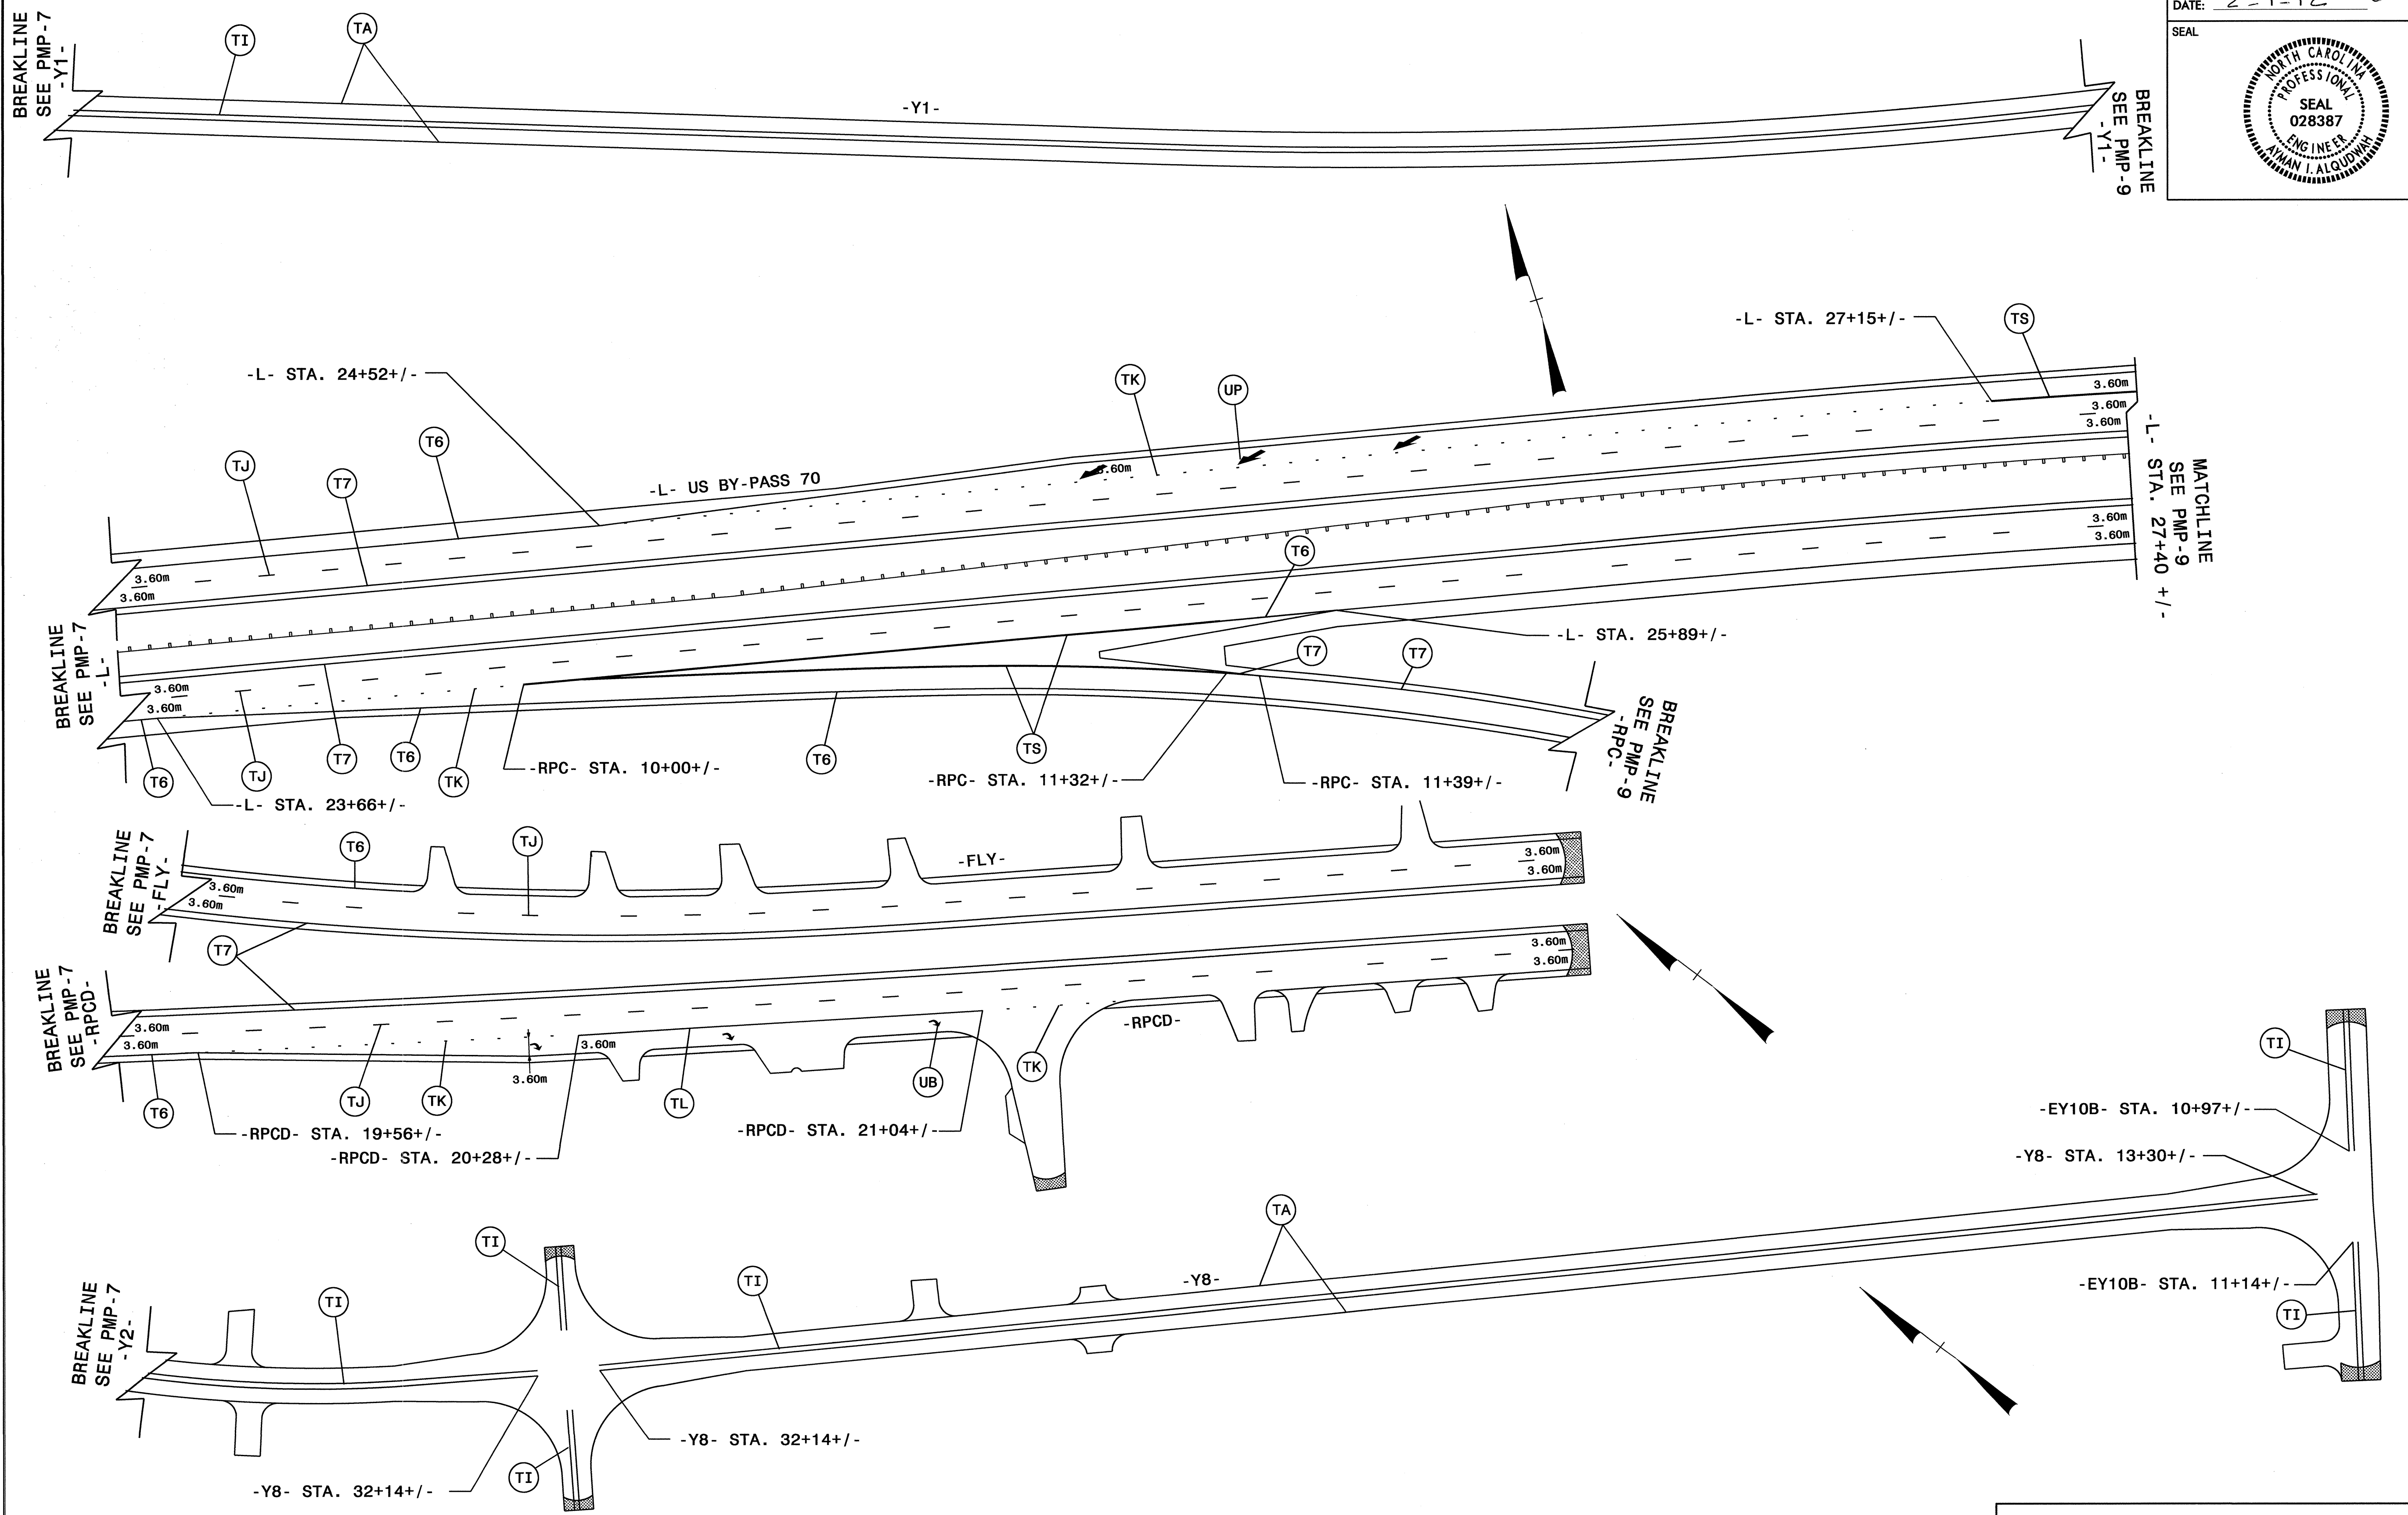 BREAKLINE
SEE PMP-7
-Y1-
TI
TA
-Y1-
BREAKLINE
SEE PMP-9
-Y1-
DATE:
SEAL
NORTH CAROLINA
PROFESSIONAL
SEAL
028387
ENGINEER
AYMAN I. ALQUDWAH
-L- STA. 24+52+/-
TJ
T7
T6
-L- US BY-PASS 70
TK
UP
3.60m
-L- STA. 27+15+/-
TS
3.60m
3.60m
3.60m
3.60m
3.60m
MATCHLINE
SEE PMP-9
-L- STA. 27+40 +/-
3.60m
3.60m
BREAKLINE
SEE PMP-7
-L-
3.60m
3.60m
T6
-L- STA. 25+89+/-
T7
T7
T6
TJ
T7
T6
TK
-RPC- STA. 10+00+/-
T6
TS
-RPC- STA. 11+32+/-
-RPC- STA. 11+39+/-
BREAKLINE
SEE PMP-9
-RPC-
-L- STA. 23+66+/-
BREAKLINE
SEE PMP-7
-FLY-
T6
TJ
-FLY-
3.60m
3.60m
3.60m
3.60m
T7
BREAKLINE
SEE PMP-7
-RPCD-
3.60m
3.60m
3.60m
3.60m
3.60m
3.60m
-RPCD-
T6
TJ
TK
TL
UB
TK
-RPCD- STA. 19+56+/-
-RPCD- STA. 21+04+/-
-RPCD- STA. 20+28+/-
TI
-EY10B- STA. 10+97+/-
-Y8- STA. 13+30+/-
-EY10B- STA. 11+14+/-
TI
BREAKLINE
SEE PMP-7
-Y2-
TI
TI
TI
TA
-Y8-
-Y8- STA. 32+14+/-
TI
-Y8- STA. 32+14+/-